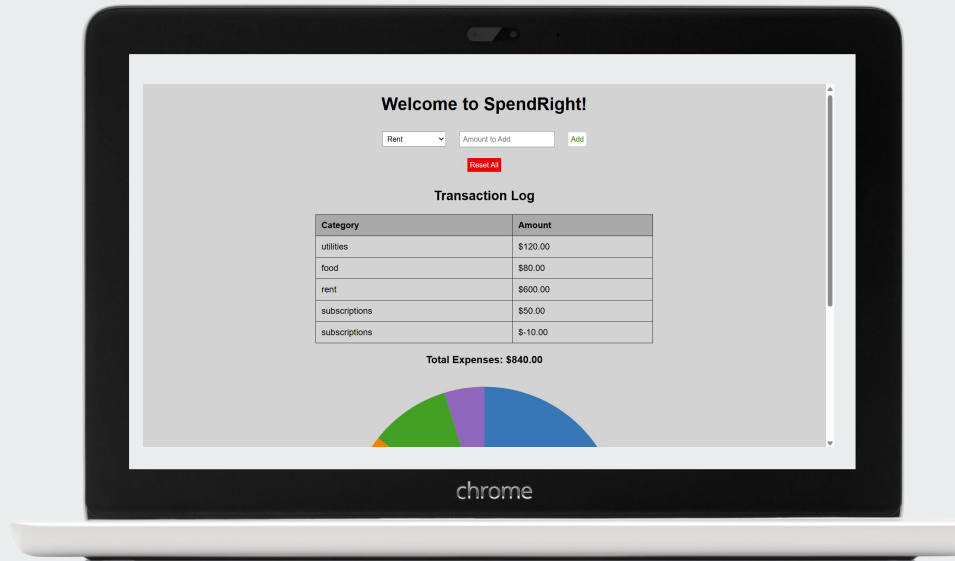 Welcome to SpendRight!
Rent Amount to Add Add
Reset All
Transaction Log
Category Amount
utilities $120.00
food $80.00
rent $600.00
subscriptions $50.00
subscriptions $-10.00
Total Expenses: $840.00
chrome